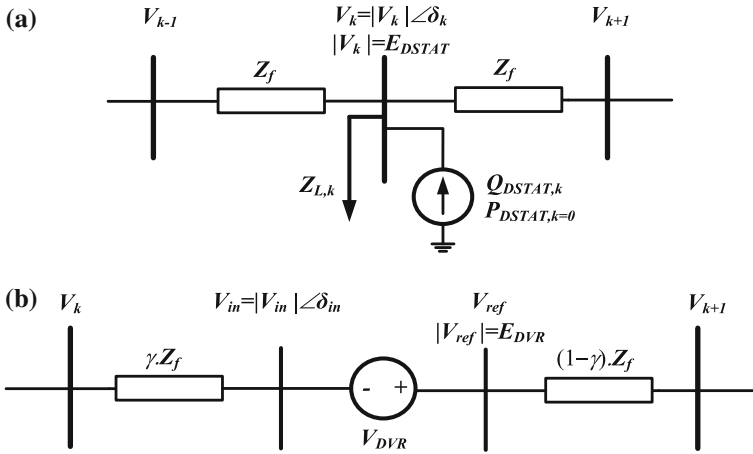 (a)
V_{k-1}
V_k=|V_k|∠δ_k
|V_k|=E_{DSTAT}
V_{k+1}
Z_f
Z_f
Z_{L,k}
Q_{DSTAT,k}
P_{DSTAT,k=0}
(b)
V_k
V_{in}=|V_{in}|∠δ_{in}
V_{ref}
|V_{ref}|=E_{DVR}
V_{k+1}
γ.Z_f
(1−γ).Z_f
- +
V_{DVR}